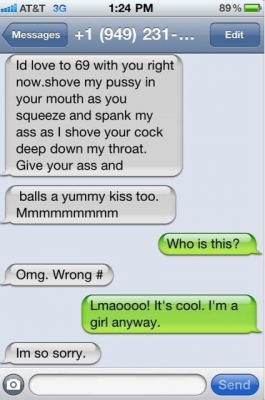 AT&T 3G 1:24 PM 89%
Messages +1 (949) 231-... Edit
Id love to 69 with you right
now.shove my pussy in
your mouth as you
squeeze and spank my
ass as I shove your cock
deep down my throat.
Give your ass and
balls a yummy kiss too.
Mmmmmmmmm
Who is this?
Omg. Wrong #
Lmaoooo! It's cool. I'm a
girl anyway.
Im so sorry.
Send